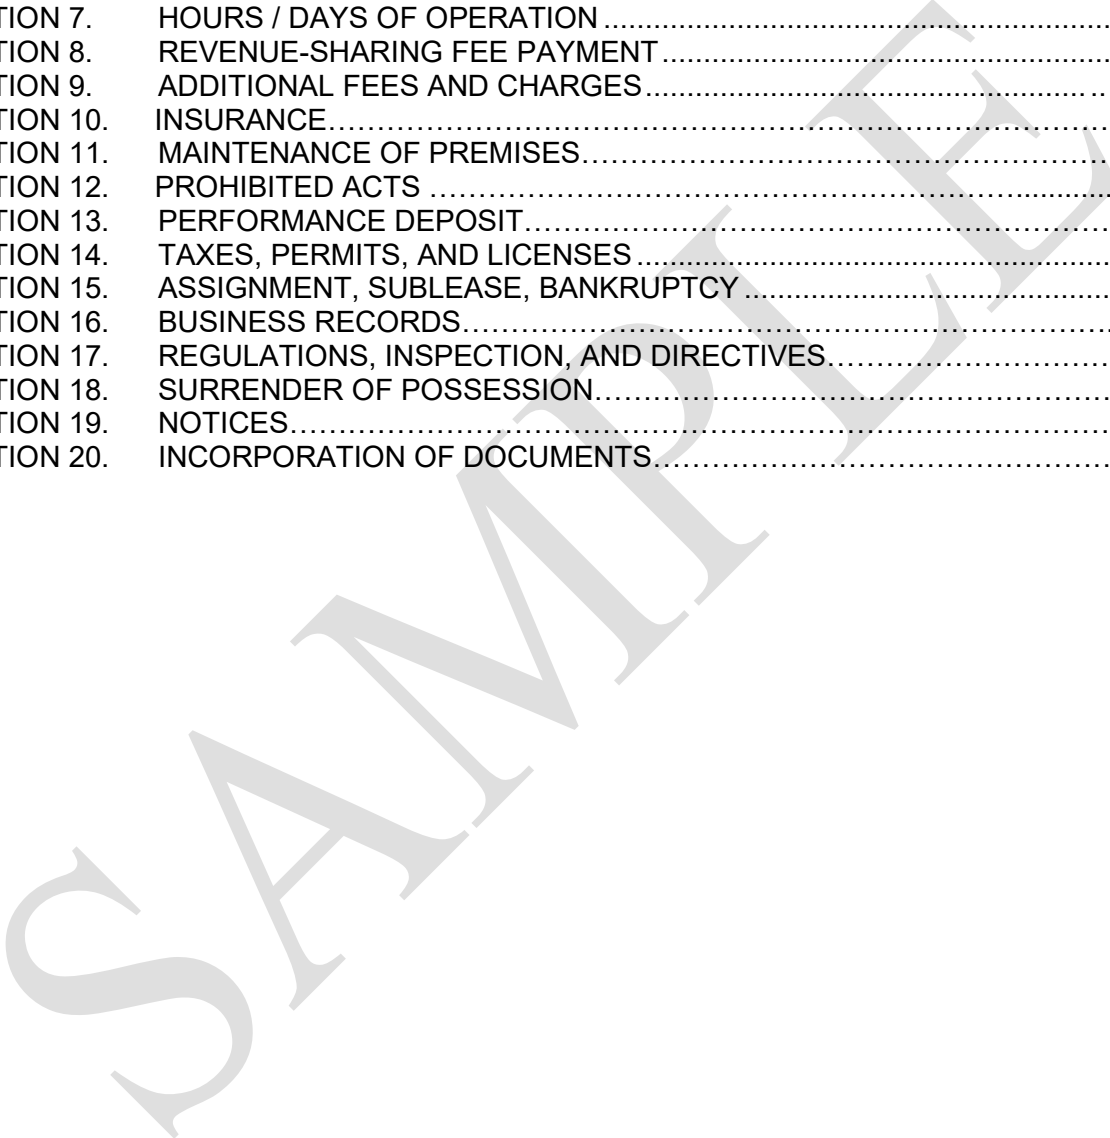 TION 7. HOURS / DAYS OF OPERATION ........................................................
TION 8. REVENUE-SHARING FEE PAYMENT ........................................................
TION 9. ADDITIONAL FEES AND CHARGES ........................................................
TION 10. INSURANCE........................................................
TION 11. MAINTENANCE OF PREMISES........................................................
TION 12. PROHIBITED ACTS ........................................................
TION 13. PERFORMANCE DEPOSIT........................................................
TION 14. TAXES, PERMITS, AND LICENSES ........................................................
TION 15. ASSIGNMENT, SUBLEASE, BANKRUPTCY ........................................................
TION 16. BUSINESS RECORDS........................................................
TION 17. REGULATIONS, INSPECTION, AND DIRECTIVES........................................................
TION 18. SURRENDER OF POSSESSION........................................................
TION 19. NOTICES........................................................
TION 20. INCORPORATION OF DOCUMENTS........................................................
SAMPLE